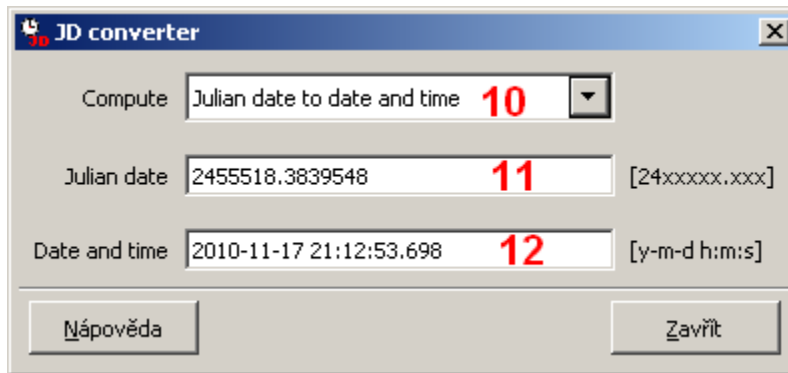 JD converter
Compute Julian date to date and time 10
Julian date 2455518.3839548 11 [24xxxxx.xxx]
Date and time 2010-11-17 21:12:53.698 12 [y-m-d h:m:s]
Nápověda Zavřít